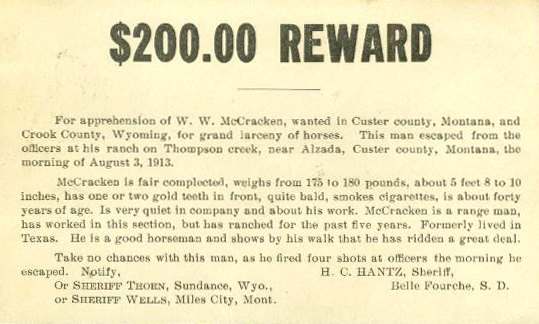 $200.00 REWARD
For apprehension of W. W. McCracken, wanted in Custer county, Montana, and
Crook County, Wyoming, for grand larceny of horses. This man escaped from the
officers at his ranch on Thompson creek, near Alzada, Custer county, Montana, the
morning of August 3, 1913.
McCracken is fair complected, weighs from 175 to 180 pounds, about 5 feet 8 to 10
inches, has one or two gold teeth in front, quite bald, smokes cigarettes, is about forty
years of age. Is very quiet in company and about his work. McCracken is a range man,
has worked in this section, but has ranched for the past five years. Formerly lived in
Texas. He is a good horseman and shows by his walk that he has ridden a great deal.
Take no chances with this man, as he fired four shots at officers the morning he
escaped. Notify, H. C. HANTZ, Sheriff,
Or SHERIFF THORN, Sundance, Wyo., Belle Fourche, S. D.
or SHERIFF WELLS, Miles City, Mont.